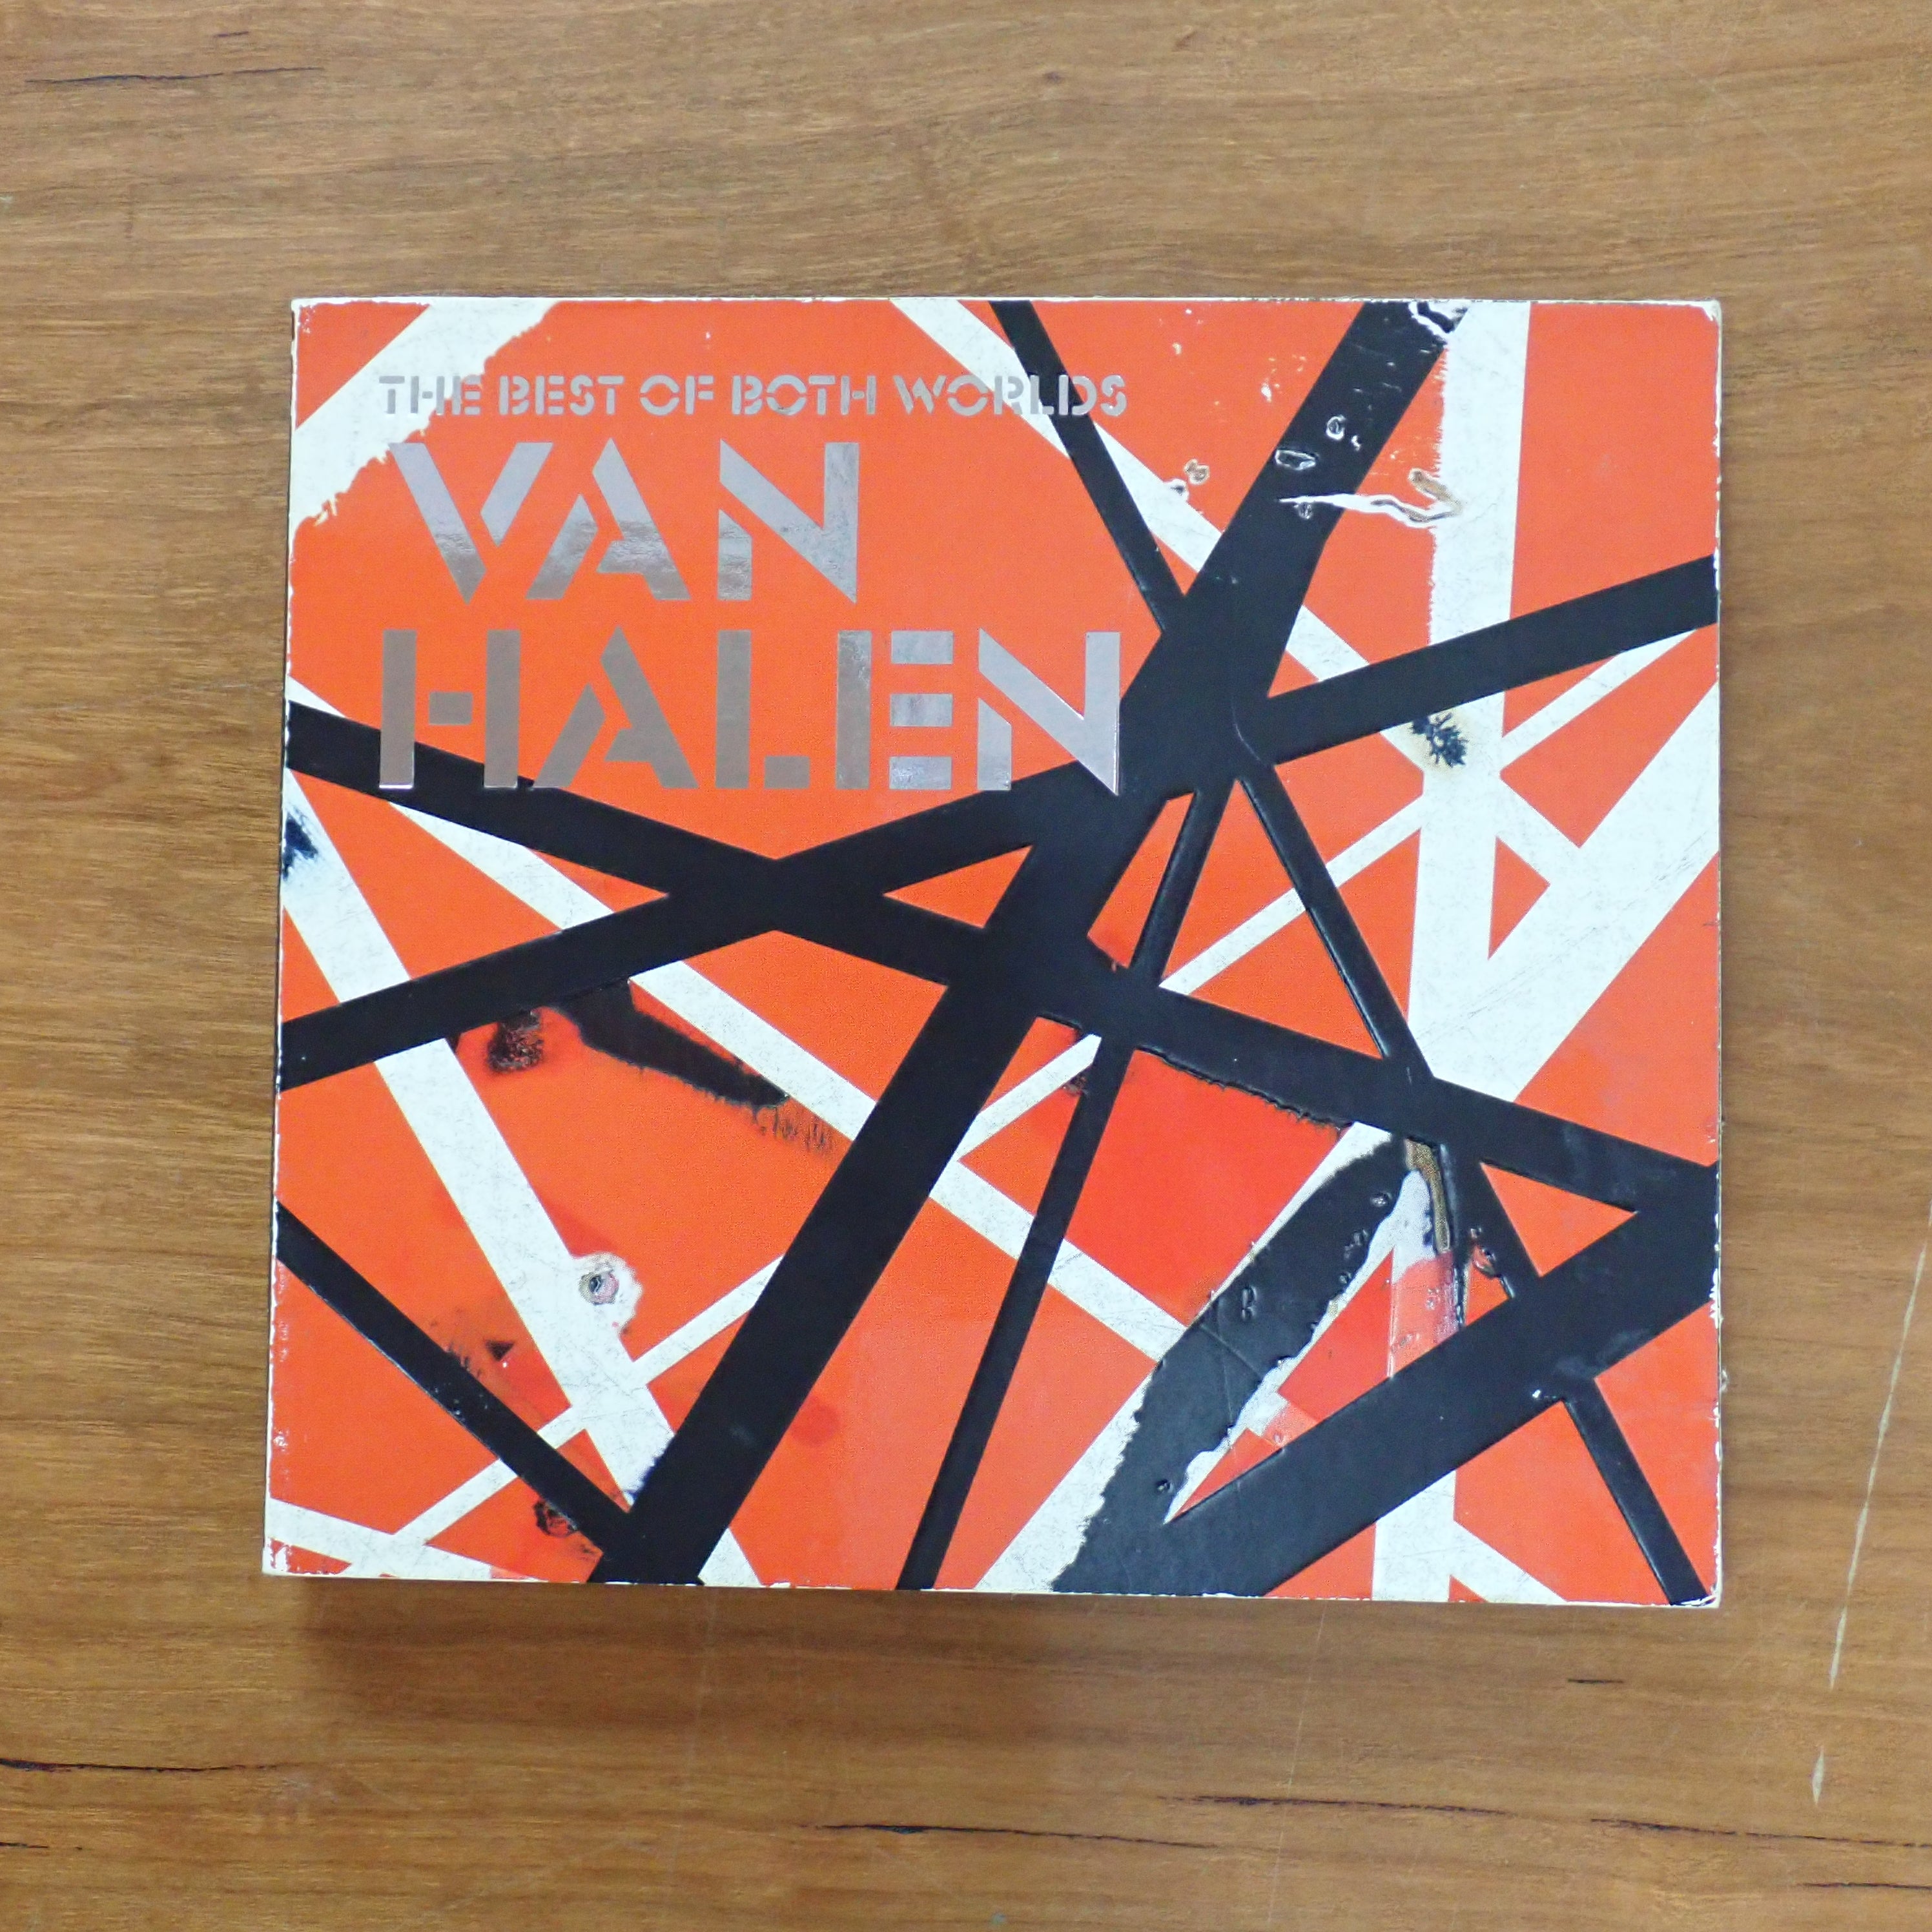 THE BEST OF BOTH WORLDS
VAN
HALEN